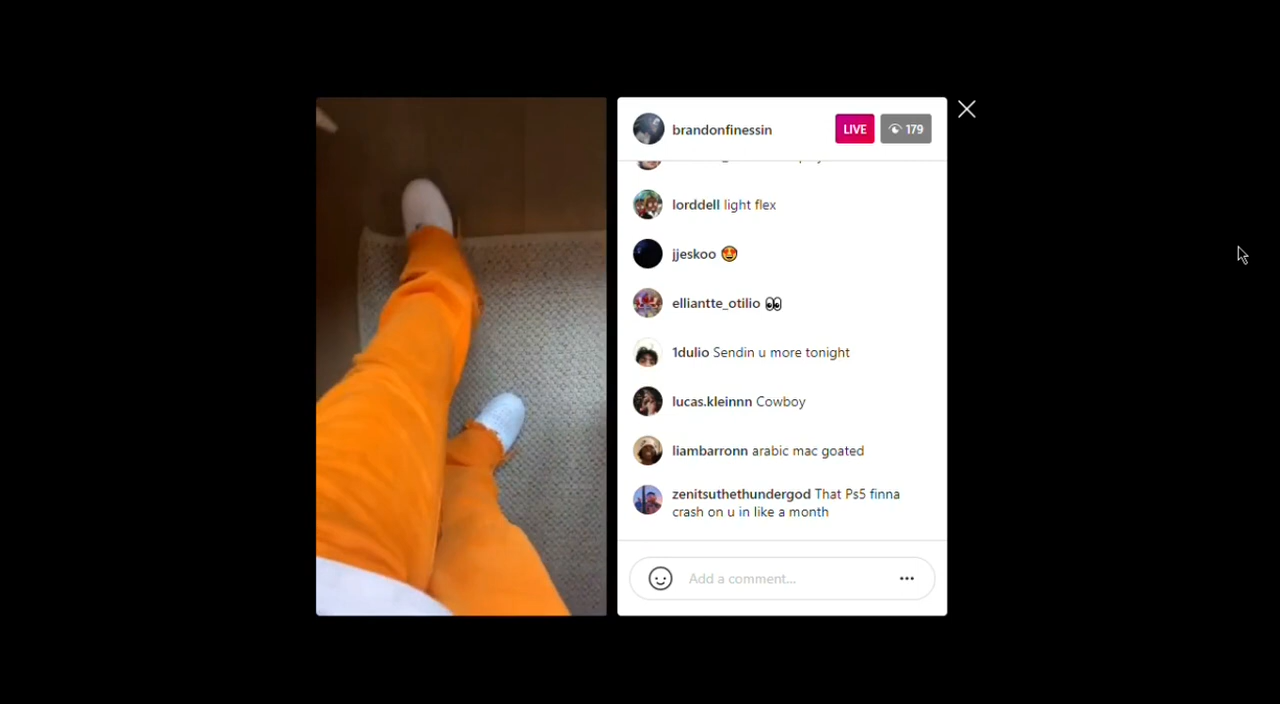 brandonfinessin
LIVE
179
lorddell light flex
jjeskoo 🤩
elliantte_otilio 👀
1dulio Sendin u more tonight
lucas.kleinnn Cowboy
liambarronn arabic mac goated
zenitsuthethundergod That Ps5 finna
crash on u in like a month
Add a comment...